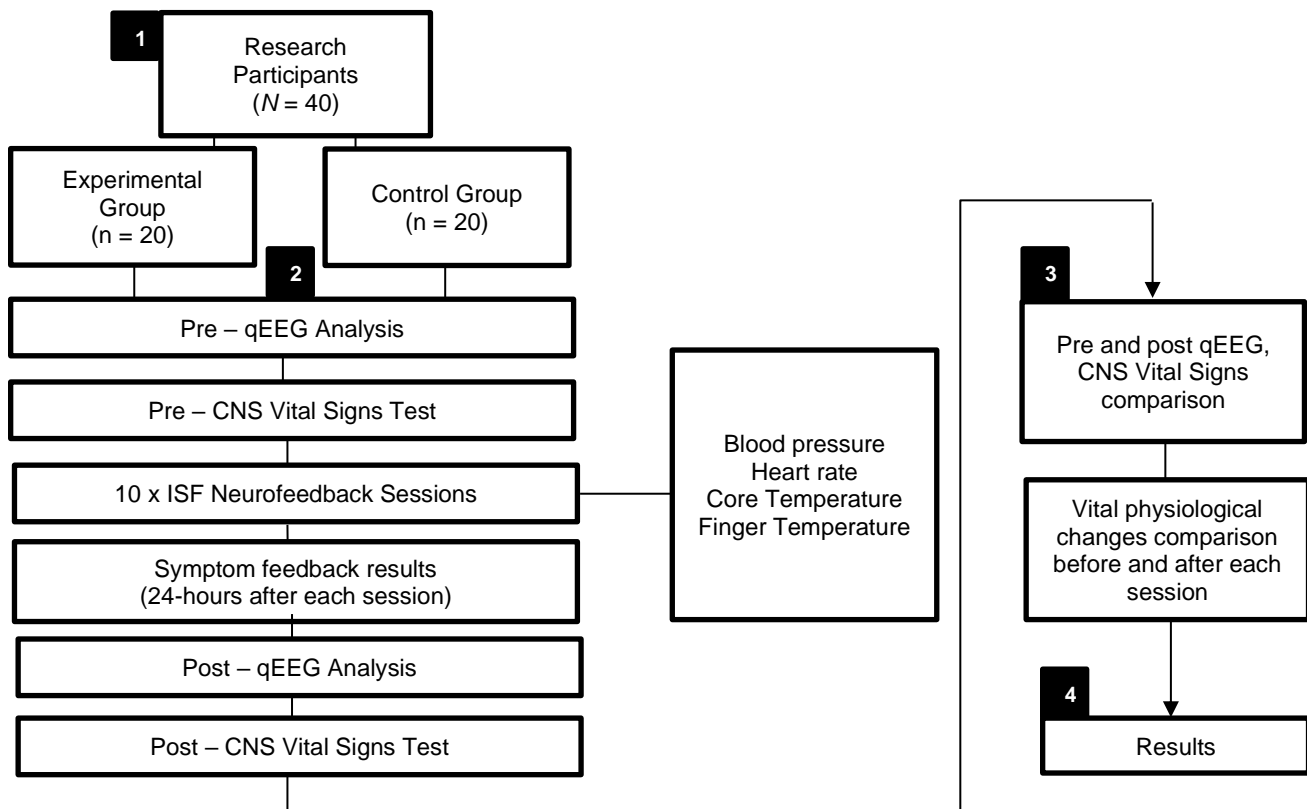 1
Research
Participants
(N = 40)
Experimental
Group
(n = 20)
Control Group
(n = 20)
2
Pre – qEEG Analysis
Pre – CNS Vital Signs Test
10 x ISF Neurofeedback Sessions
Symptom feedback results
(24-hours after each session)
Post – qEEG Analysis
Post – CNS Vital Signs Test
Blood pressure
Heart rate
Core Temperature
Finger Temperature
3
Pre and post qEEG,
CNS Vital Signs
comparison
Vital physiological
changes comparison
before and after each
session
4
Results